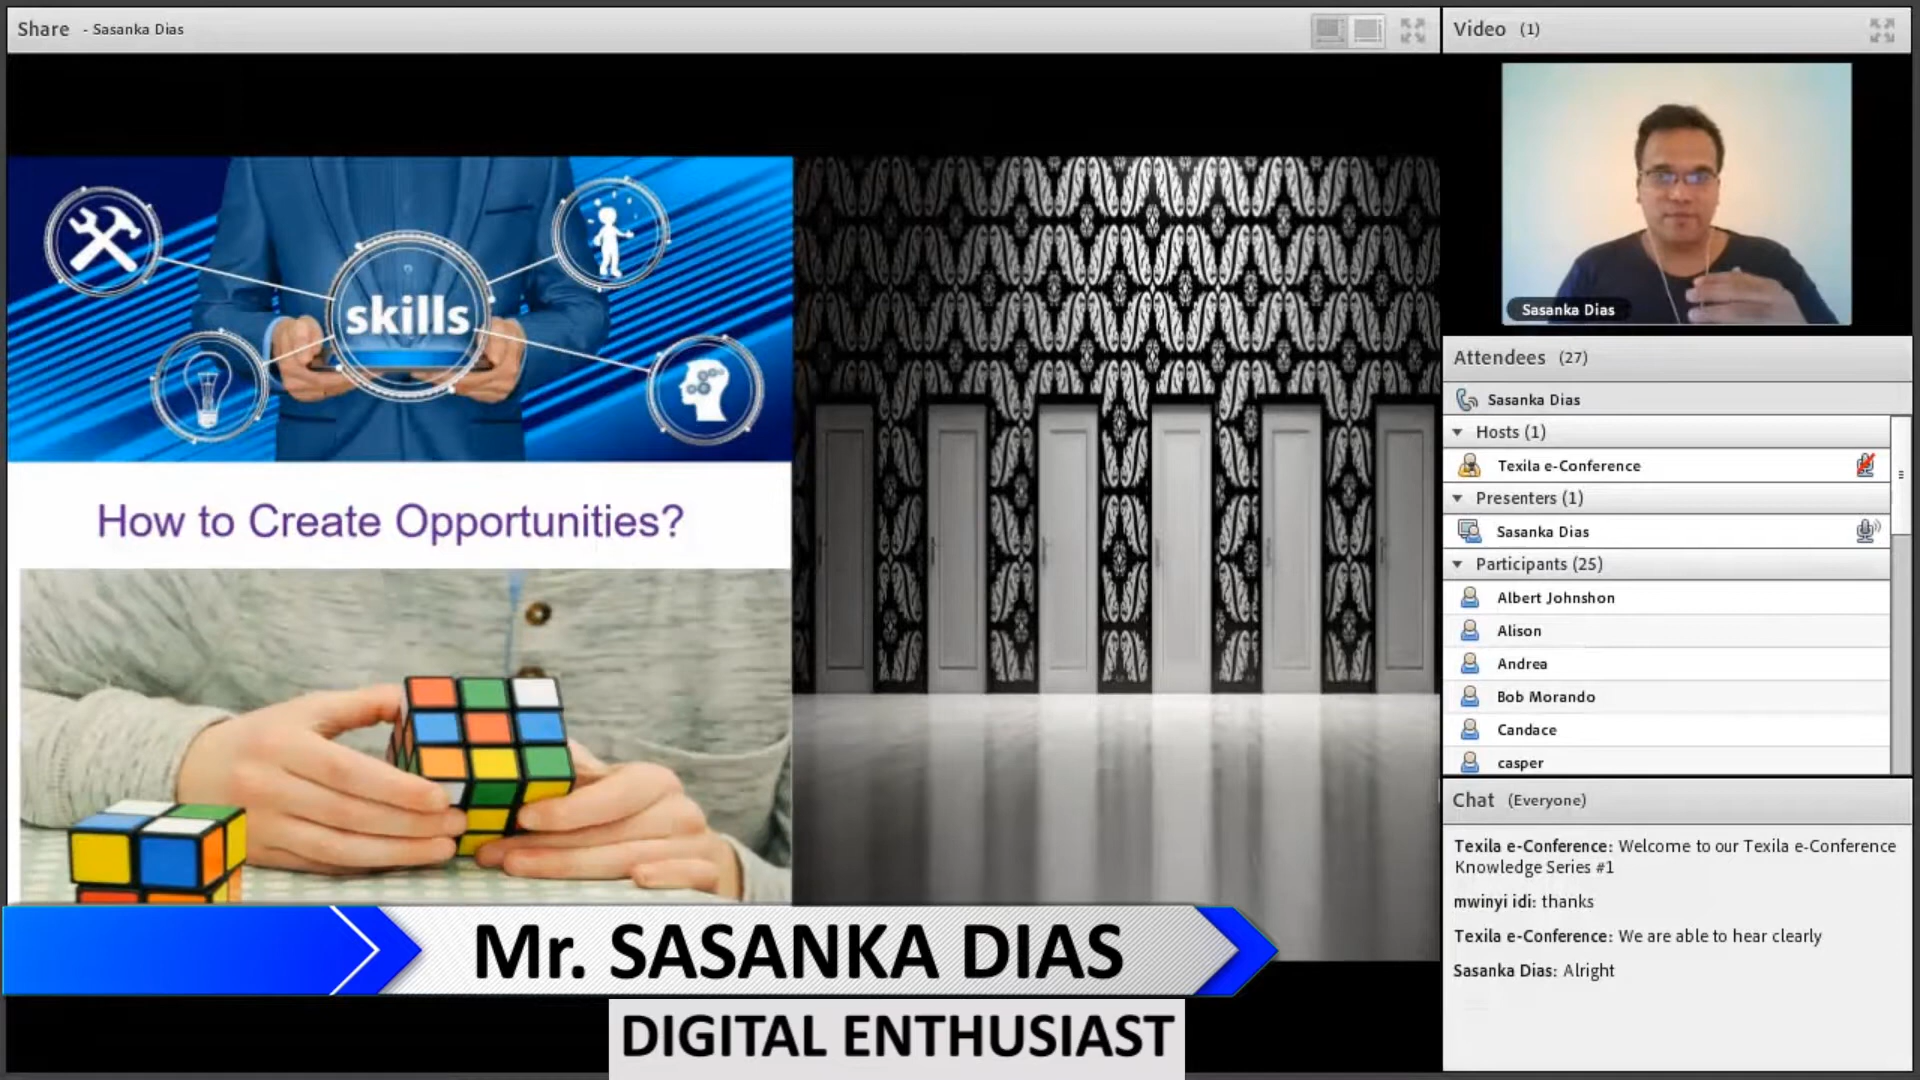 Share - Sasanka Dias
skills
How to Create Opportunities?
Mr. SASANKA DIAS
DIGITAL ENTHUSIAST
Video (1)
Sasanka Dias
Attendees (27)
Sasanka Dias
Hosts (1)
Texila e-Conference
Presenters (1)
Sasanka Dias
Participants (25)
Albert Johnshon
Alison
Andrea
Bob Morando
Candace
casper
Chat (Everyone)
Texila e-Conference: Welcome to our Texila e-Conference
Knowledge Series #1
mwinyi idi: thanks
Texila e-Conference: We are able to hear clearly
Sasanka Dias: Alright